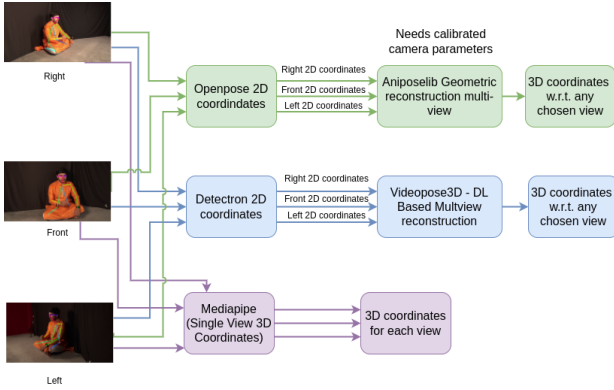 Needs calibrated
camera parameters
Right
Openpose 2D
coordindates
Right 2D coordinates
Front 2D coordinates
Left 2D coordinates
Aniposelib Geometric
reconstruction multi-
view
3D coordinates
w.r.t. any
chosen view
Front
Detectron 2D
coordinates
Right 2D coordinates
Front 2D coordinates
Left 2D coordinates
Videopose3D - DL
Based Multview
reconstruction
3D coordinates
w.r.t. any
chosen view
Left
Mediapipe
(Single View 3D
Coordinates)
3D coordinates
for each view